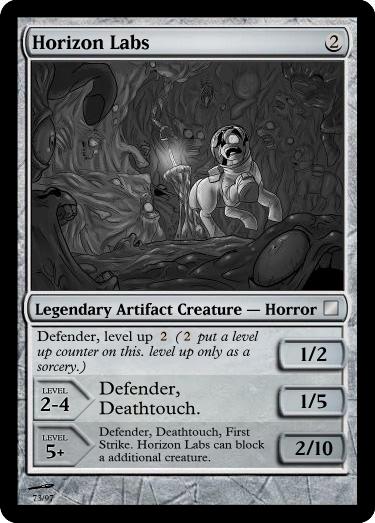 Horizon Labs 2
Legendary Artifact Creature — Horror
Defender, level up 2 (2 put a level
up counter on this. level up only as a
sorcery.)
1/2
LEVEL
2-4
Defender,
Deathtouch.
1/5
LEVEL
5+
Defender, Deathtouch, First
Strike. Horizon Labs can block
a additional creature.
2/10
73/97